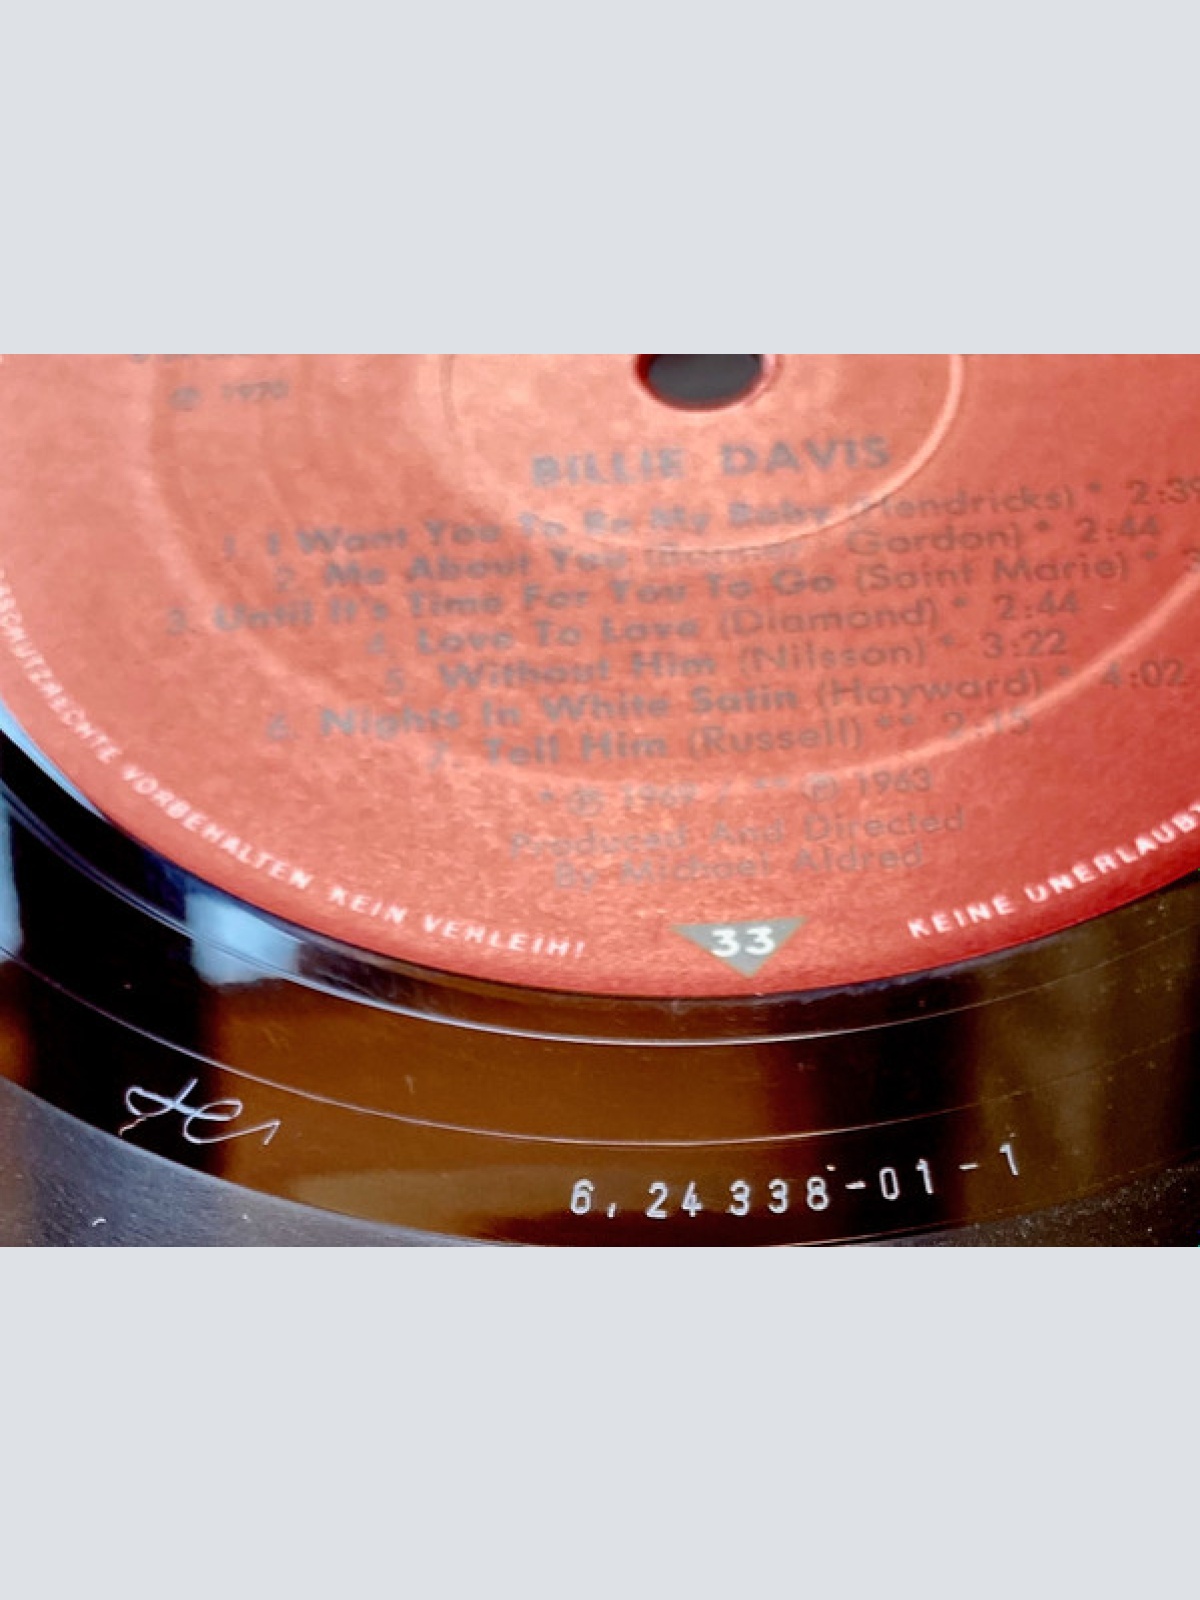 ℗ 1970
BILLIE DAVIS
1. I Want You To Be My Baby (Hendricks) * 2:39
2. Me About You (Bonner - Gordon) * 2:44
3. Until It's Time For You To Go (Saint Marie) * 3
4. Love To Love (Diamond) * 2:44
5. Without Him (Nilsson) * 3:22
6. Nights In White Satin (Hayward) * 4:02
7. Tell Him (Russell) ** 2:15
* ℗ 1969 / ** ℗ 1963
Produced And Directed
By Michael Aldred
RSCHUTZRECHTE VORBEHALTEN KEIN VERLEIH!
33
KEINE UNERLAUBT
6.24338-01-1